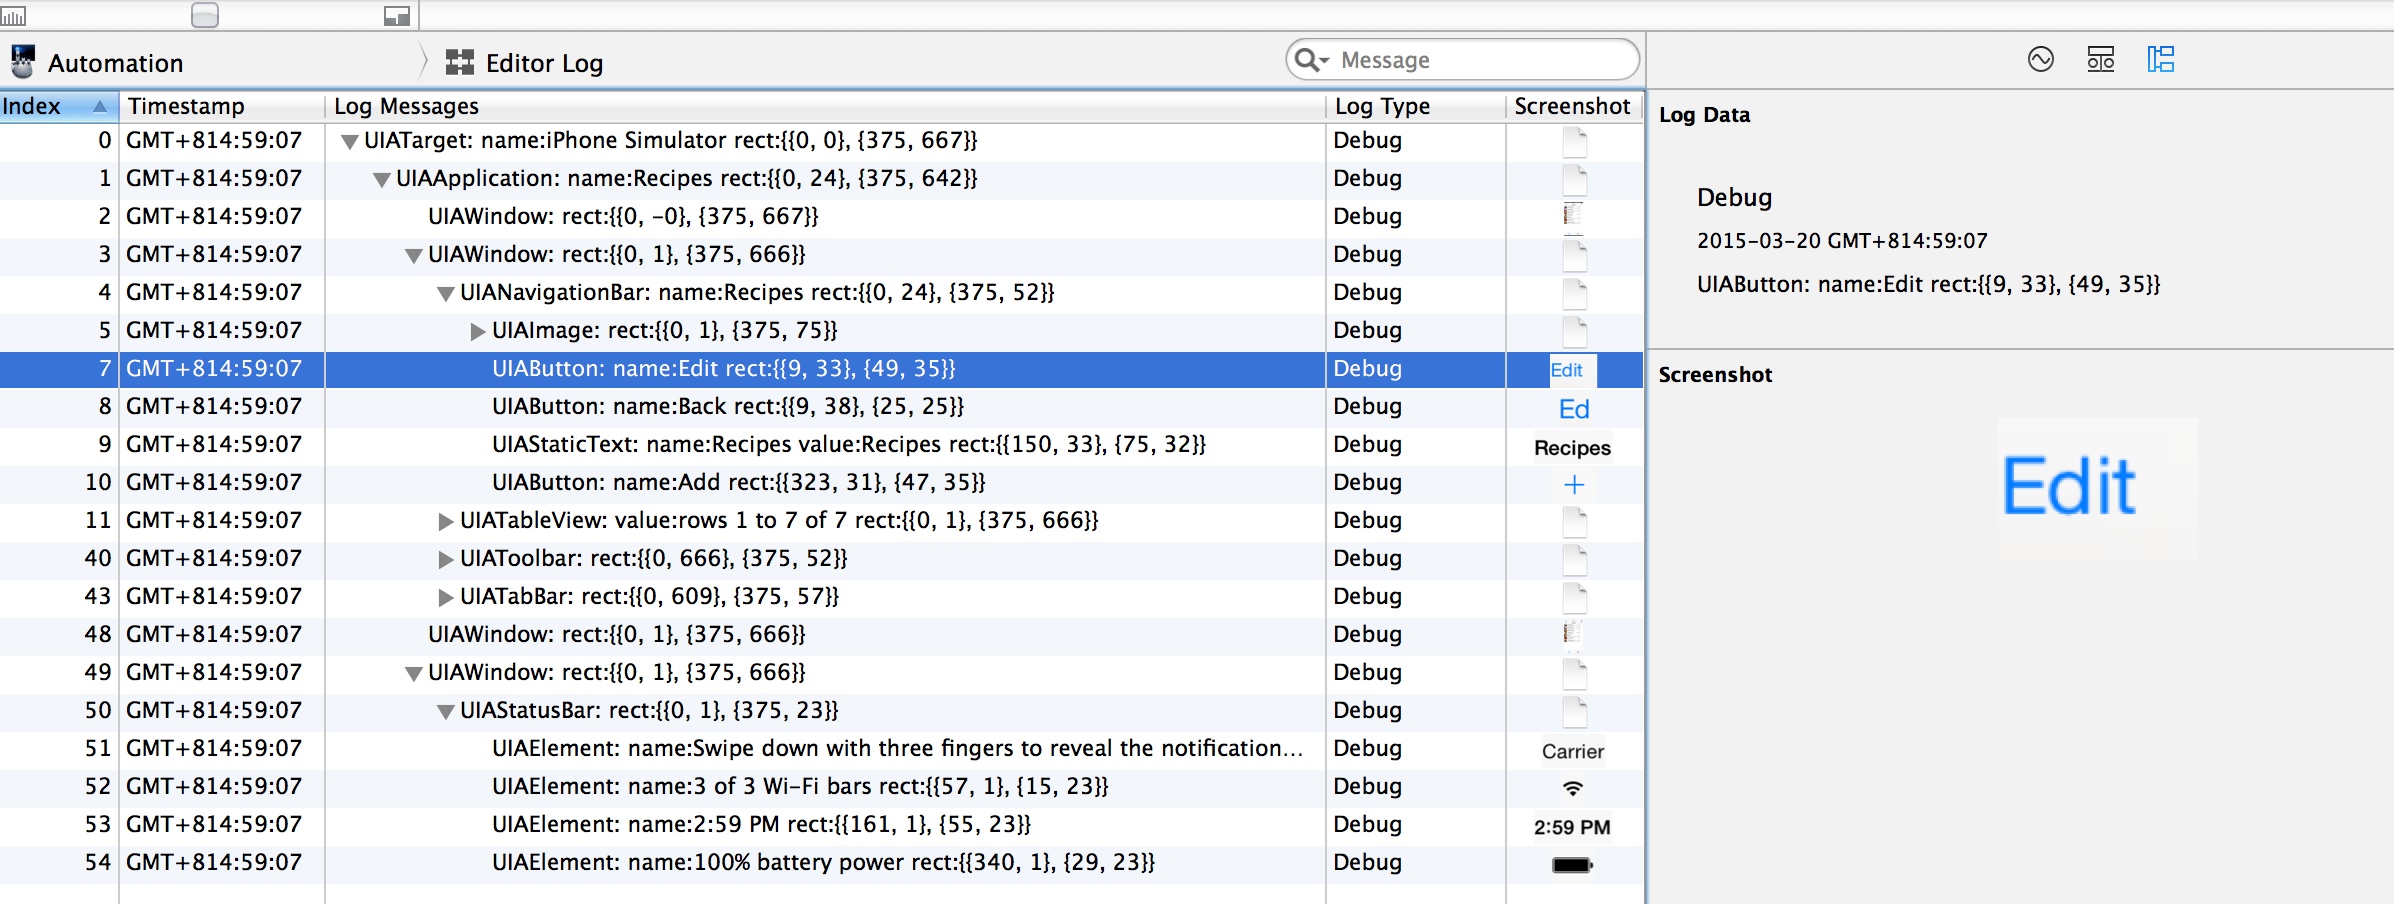 Automation Editor Log Message
Index Timestamp Log Messages Log Type Screenshot
0 GMT+814:59:07 UIATarget: name:iPhone Simulator rect:{{0, 0}, {375, 667}} Debug
1 GMT+814:59:07 UIAApplication: name:Recipes rect:{{0, 24}, {375, 642}} Debug
2 GMT+814:59:07 UIAWindow: rect:{{0, -0}, {375, 667}} Debug
3 GMT+814:59:07 UIAWindow: rect:{{0, 1}, {375, 666}} Debug
4 GMT+814:59:07 UIANavigationBar: name:Recipes rect:{{0, 24}, {375, 52}} Debug
5 GMT+814:59:07 UIAImage: rect:{{0, 1}, {375, 75}} Debug
7 GMT+814:59:07 UIAButton: name:Edit rect:{{9, 33}, {49, 35}} Debug Edit
8 GMT+814:59:07 UIAButton: name:Back rect:{{9, 38}, {25, 25}} Debug Ed
9 GMT+814:59:07 UIAStaticText: name:Recipes value:Recipes rect:{{150, 33}, {75, 32}} Debug Recipes
10 GMT+814:59:07 UIAButton: name:Add rect:{{323, 31}, {47, 35}} Debug +
11 GMT+814:59:07 UIATableView: value:rows 1 to 7 of 7 rect:{{0, 1}, {375, 666}} Debug
40 GMT+814:59:07 UIAToolbar: rect:{{0, 666}, {375, 52}} Debug
43 GMT+814:59:07 UIATabBar: rect:{{0, 609}, {375, 57}} Debug
48 GMT+814:59:07 UIAWindow: rect:{{0, 1}, {375, 666}} Debug
49 GMT+814:59:07 UIAWindow: rect:{{0, 1}, {375, 666}} Debug
50 GMT+814:59:07 UIAStatusBar: rect:{{0, 1}, {375, 23}} Debug
51 GMT+814:59:07 UIAElement: name:Swipe down with three fingers to reveal the notification... Debug Carrier
52 GMT+814:59:07 UIAElement: name:3 of 3 Wi-Fi bars rect:{{57, 1}, {15, 23}} Debug
53 GMT+814:59:07 UIAElement: name:2:59 PM rect:{{161, 1}, {55, 23}} Debug 2:59 PM
54 GMT+814:59:07 UIAElement: name:100% battery power rect:{{340, 1}, {29, 23}} Debug
Log Data
Debug
2015-03-20 GMT+814:59:07
UIAButton: name:Edit rect:{{9, 33}, {49, 35}}
Screenshot
Edit